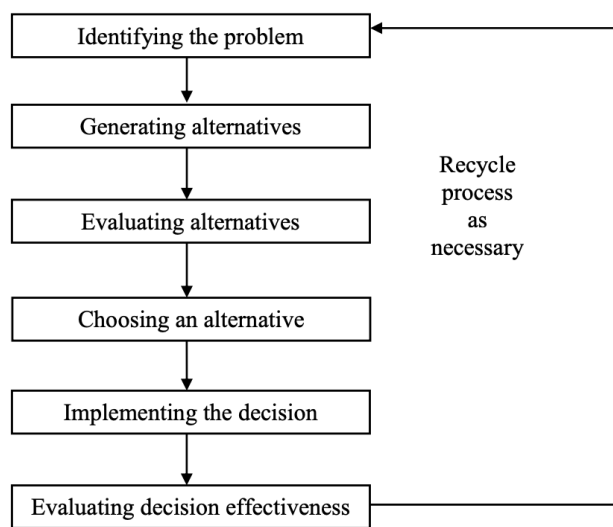 Identifying the problem
Generating alternatives
Evaluating alternatives
Choosing an alternative
Implementing the decision
Evaluating decision effectiveness
Recycle
process
as
necessary